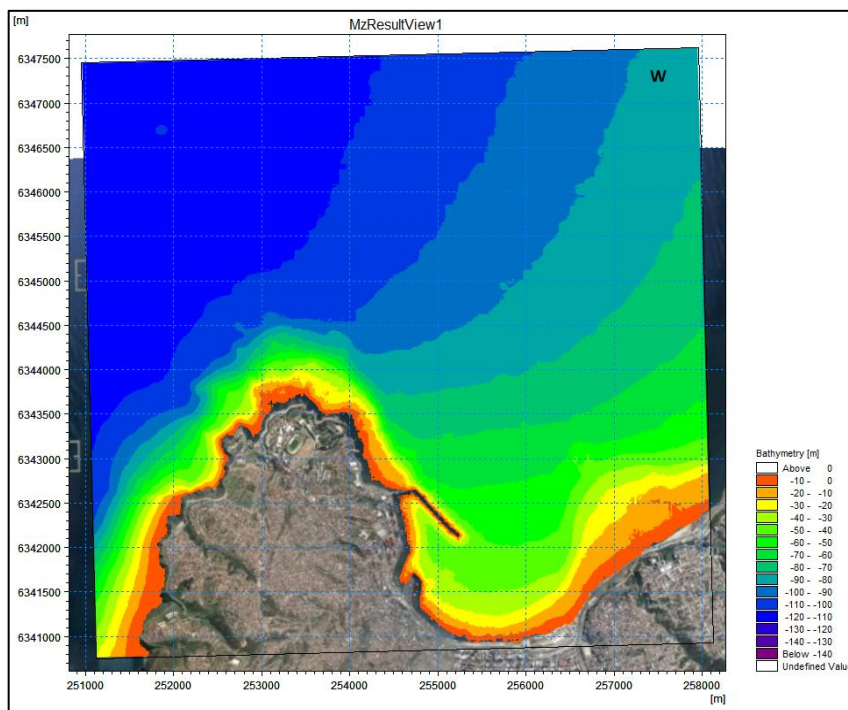 [m]
MzResultView1
6347500
W
6347000
6346500
6346000
6345500
6345000
6344500
6344000
6343500
6343000
6342500
6342000
6341500
6341000
251000 252000 253000 254000 255000 256000 257000 258000
[m]
Bathymetry [m]
Above 0
-10 - 0
-20 - -10
-30 - -20
-40 - -30
-50 - -40
-60 - -50
-70 - -60
-80 - -70
-90 - -80
-100 - -90
-110 - -100
-120 - -110
-130 - -120
-140 - -130
Below -140
Undefined Value